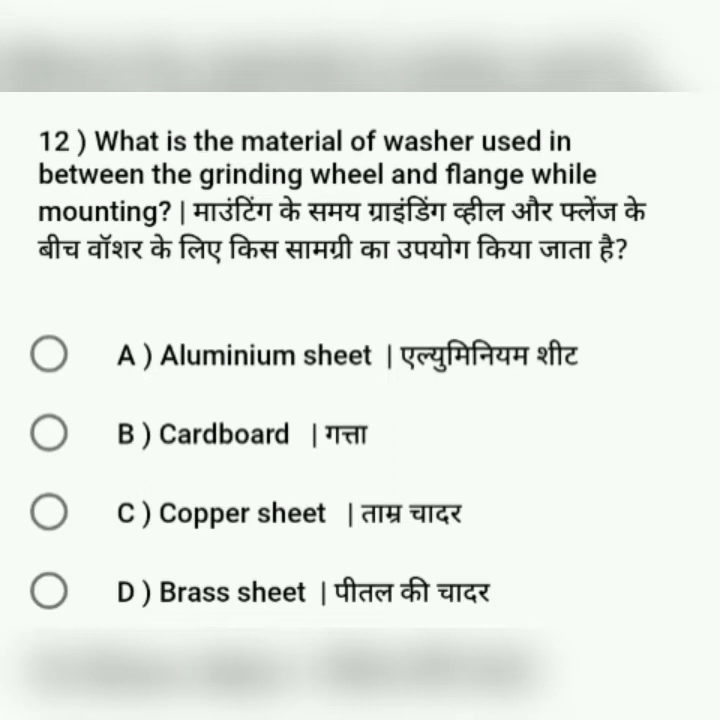 12 ) What is the material of washer used in
between the grinding wheel and flange while
mounting? | माउंटिंग के समय ग्राइंडिंग व्हील और फ्लेंज के
बीच वॉशर के लिए किस सामग्री का उपयोग किया जाता है?
A ) Aluminium sheet | एल्युमिनियम शीट
B ) Cardboard | गत्ता
C ) Copper sheet | ताम्र चादर
D ) Brass sheet | पीतल की चादर